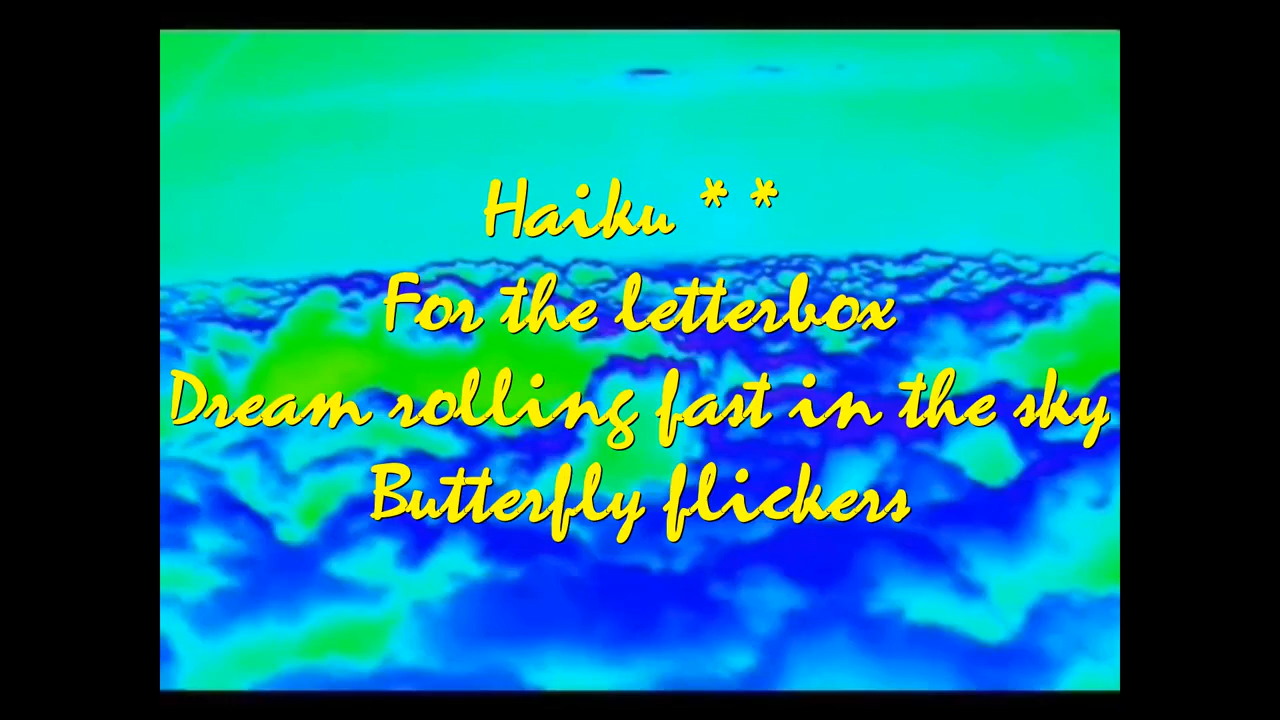 Haiku * *
For the letterbox
Dream rolling fast in the sky
Butterfly flickers